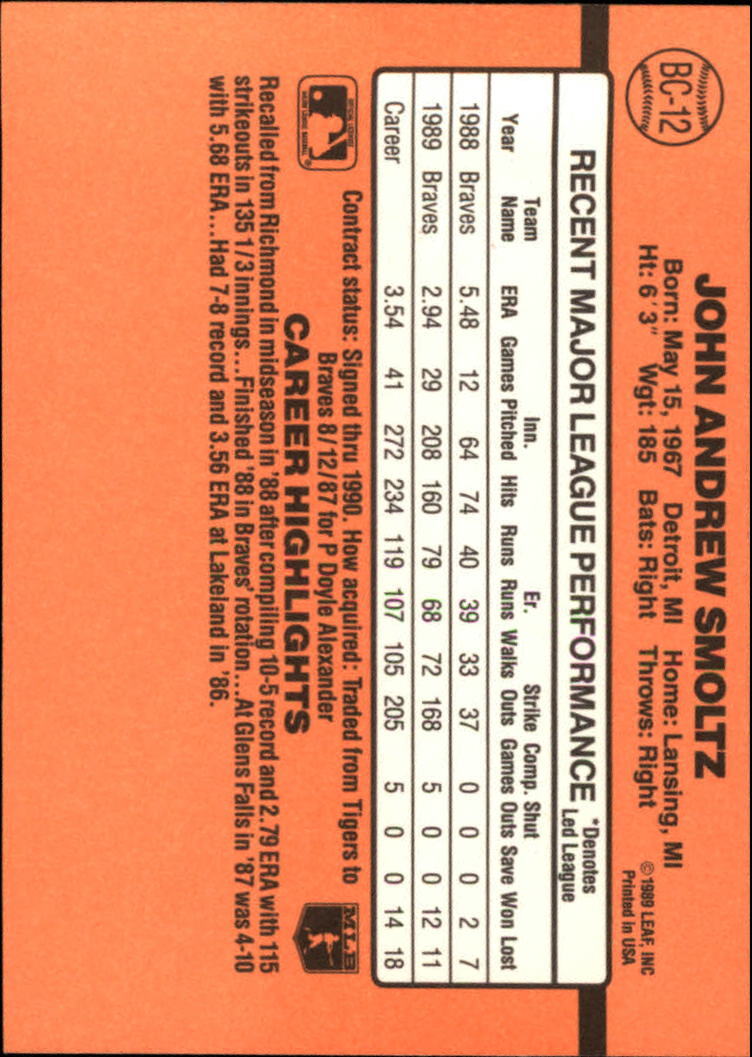 BC-12
JOHN ANDREW SMOLTZ
Born: May 15, 1967 Detroit, MI Home: Lansing, MI
Ht: 6'3" Wgt: 185 Bats: Right Throws: Right
© 1989 LEAF, INC
Printed in USA
RECENT MAJOR LEAGUE PERFORMANCE
*Denotes
Led League
Team Inn. Er. Strike Comp. Shut
Year Name ERA Games Pitched Hits Runs Runs Walks Outs Games Outs Save Won Lost
1988 Braves 5.48 12 64 74 40 39 33 37 0 0 0 2 7
1989 Braves 2.94 29 208 160 79 68 72 168 5 0 0 12 11
Career 3.54 41 272 234 119 107 105 205 5 0 0 14 18
Contract status: Signed thru 1990. How acquired: Traded from Tigers to
Braves 8/12/87 for P Doyle Alexander
MLB
CAREER HIGHLIGHTS
Recalled from Richmond in midseason in '88 after compiling 10-5 record and 2.79 ERA with 115
strikeouts in 135 1/3 innings...Finished '88 in Braves' rotation...At Glens Falls in '87 was 4-10
with 5.68 ERA...Had 7-8 record and 3.56 ERA at Lakeland in '86.